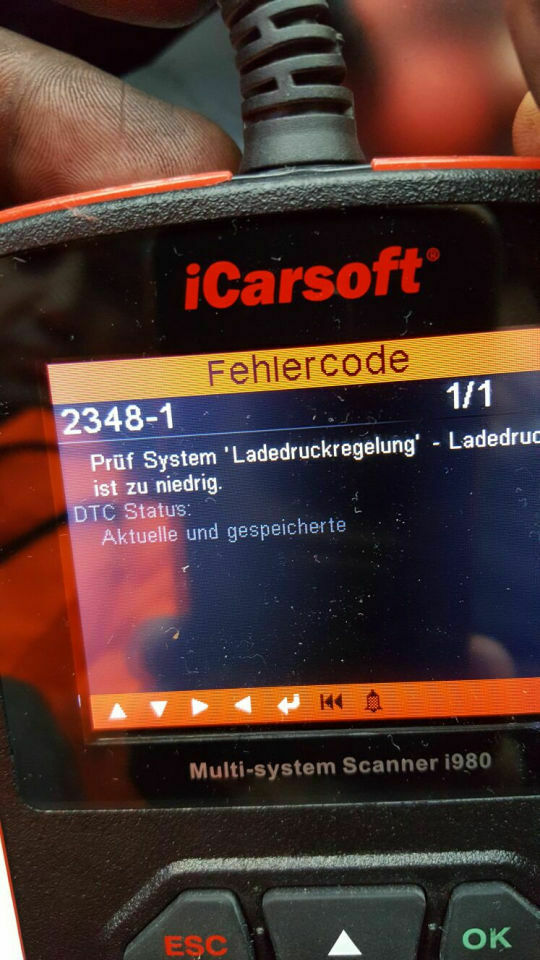 iCarsoft®
Fehlercode
2348-1 1/1
Prüf System 'Ladedruckregelung' - Ladedruc
ist zu niedrig.
DTC Status:
Aktuelle und gespeicherte
Multi-system Scanner i980
ESC OK